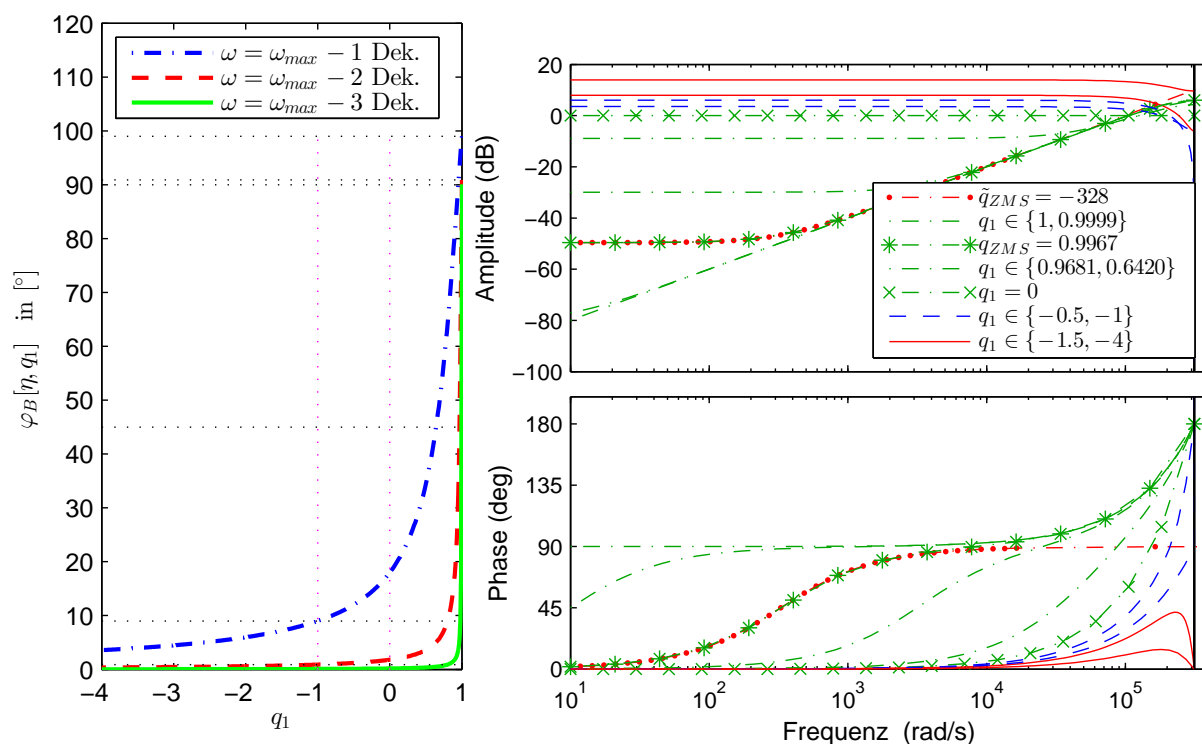 120
110
100
90
80
70
60
50
40
30
20
10
0
φ_B[η, q_1] in [°]
ω = ω_max − 1 Dek.
ω = ω_max − 2 Dek.
ω = ω_max − 3 Dek.
−4 −3 −2 −1 0 1
q_1
20
0
−20
−40
−60
−80
−100
Amplitude (dB)
q̃_ZMS = −328
q_1 ∈ {1, 0.9999}
q_ZMS = 0.9967
q_1 ∈ {0.9681, 0.6420}
q_1 = 0
q_1 ∈ {−0.5, −1}
q_1 ∈ {−1.5, −4}
180
135
90
45
0
Phase (deg)
10^1 10^2 10^3 10^4 10^5
Frequenz (rad/s)